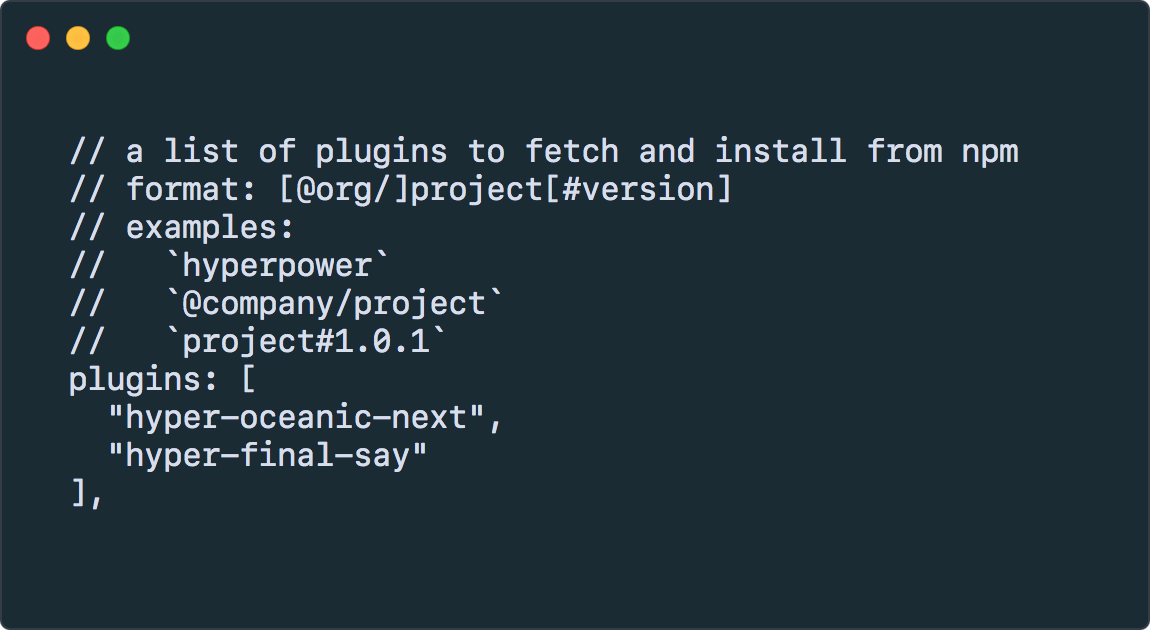 // a list of plugins to fetch and install from npm
// format: [@org/]project[#version]
// examples:
//   `hyperpower`
//   `@company/project`
//   `project#1.0.1`
plugins: [
  "hyper-oceanic-next",
  "hyper-final-say"
],